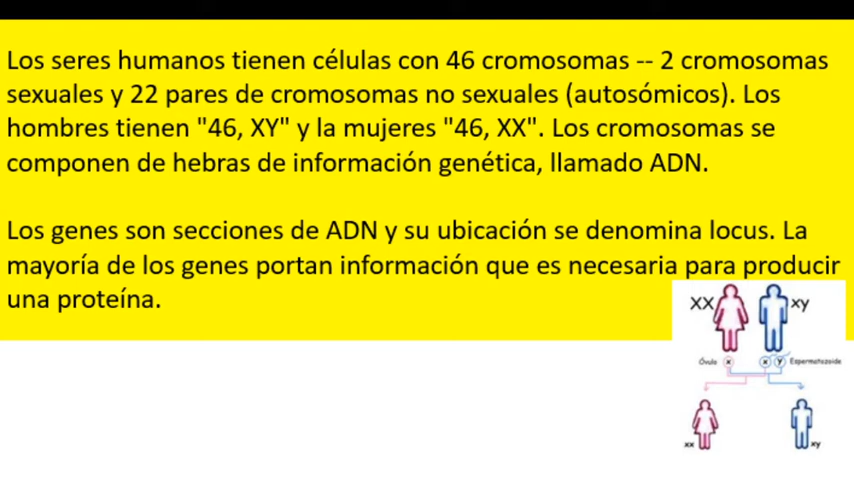 Los seres humanos tienen células con 46 cromosomas -- 2 cromosomas
sexuales y 22 pares de cromosomas no sexuales (autosómicos). Los
hombres tienen "46, XY" y la mujeres "46, XX". Los cromosomas se
componen de hebras de información genética, llamado ADN.
Los genes son secciones de ADN y su ubicación se denomina locus. La
mayoría de los genes portan información que es necesaria para producir
una proteína.
XX xy
Óvulo x x y Espermatozoide
xx xy